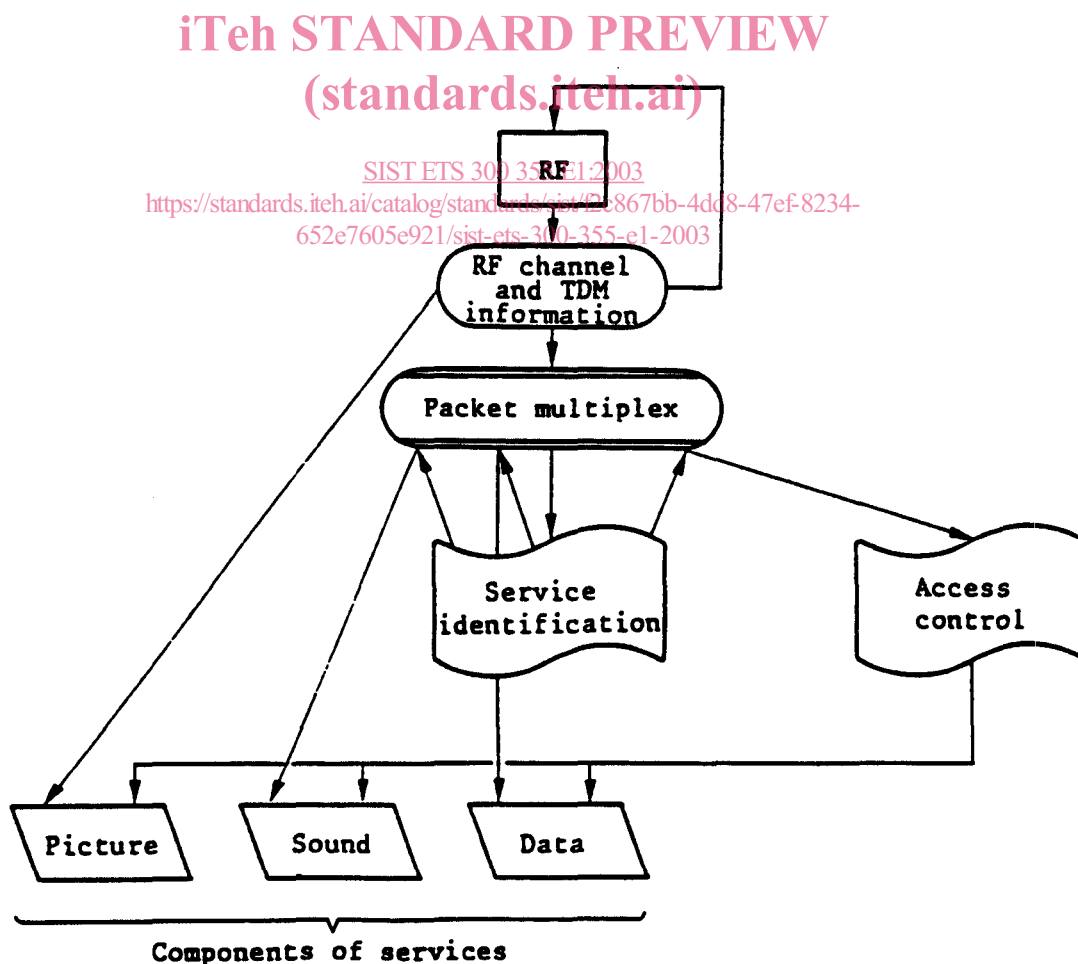 iTeh STANDARD PREVIEW
(standards.iteh.ai)
RF
SIST ETS 300 355 E1:2003
https://standards.iteh.ai/catalog/standards/sist/f2c867bb-4dd8-47ef-8234-
652e7605e921/sist-ets-300-355-e1-2003
RF channel
and TDM
information
Packet multiplex
Service
identification
Access
control
Picture
Sound
Data
Components of services